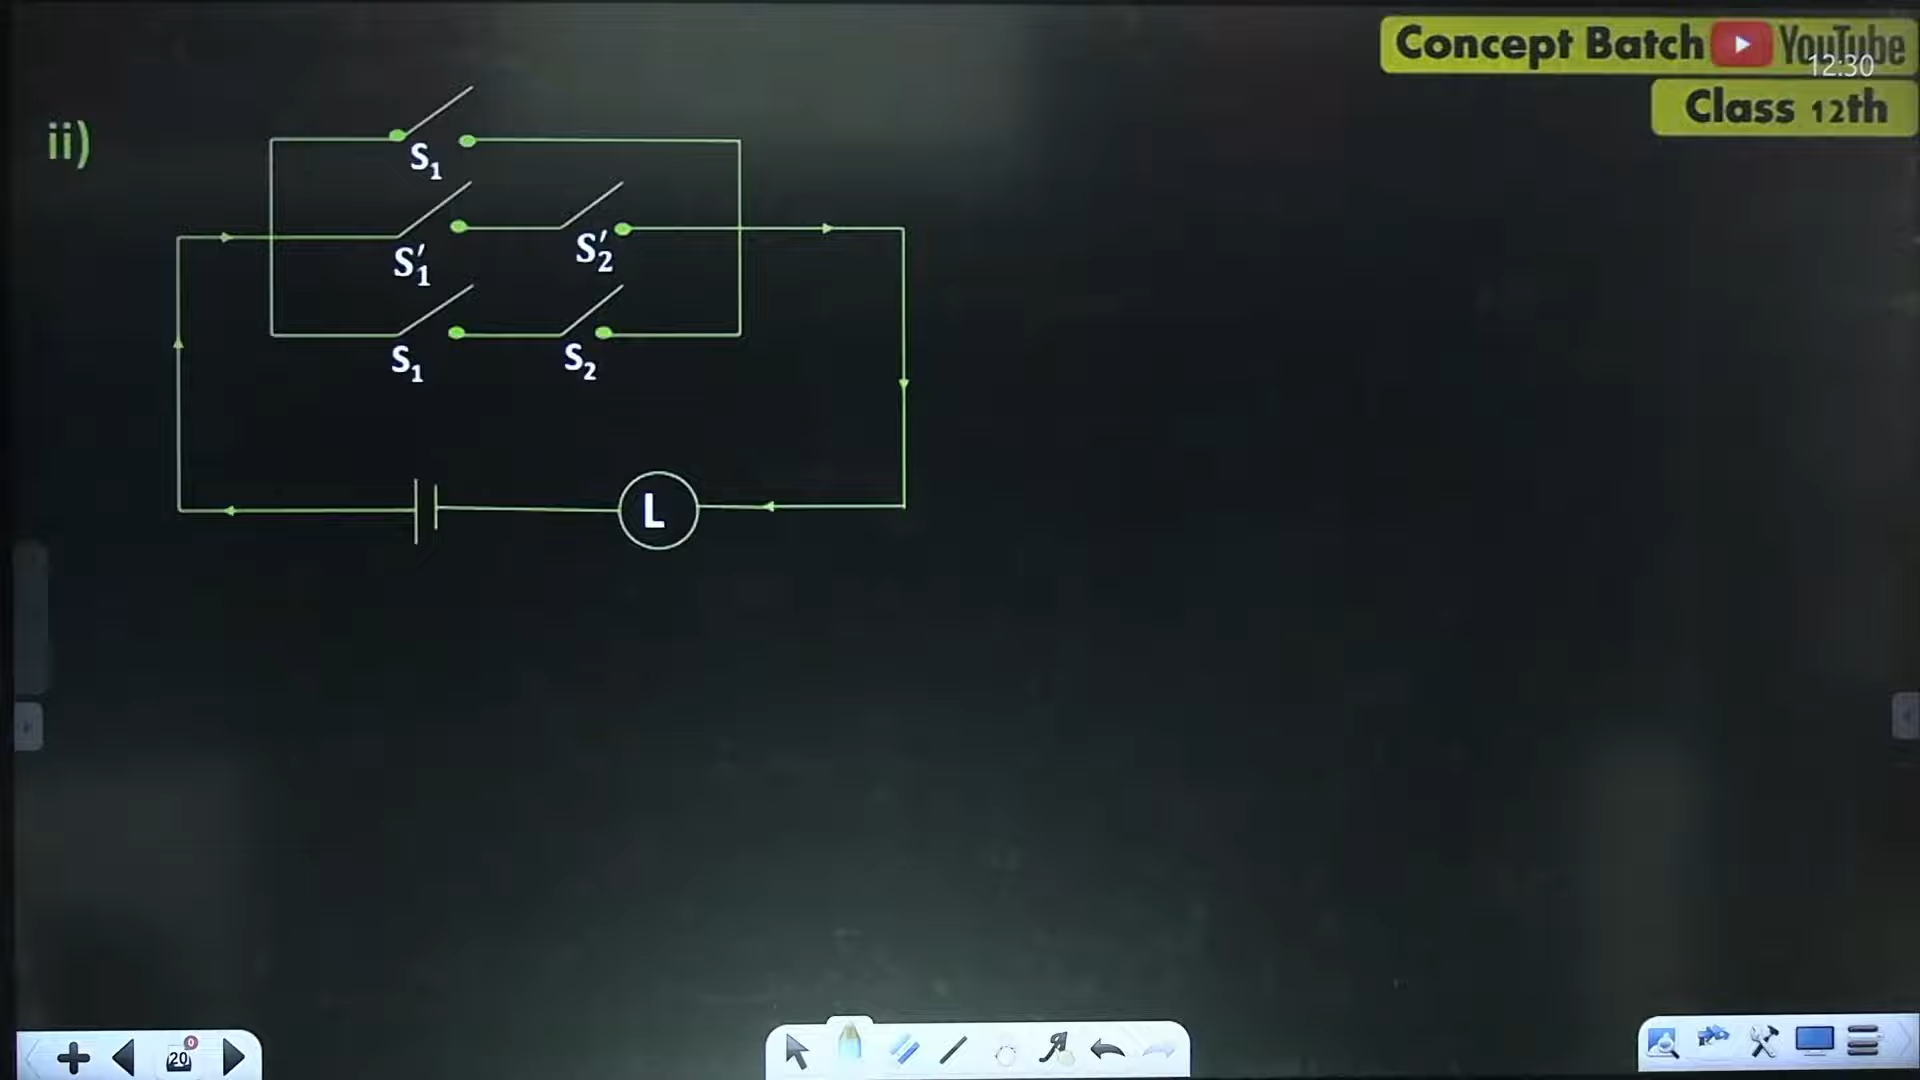 Concept Batch YouTube
12:30
Class 12th
ii)
S₁
S₁′ S₂′
S₁ S₂
L
20
0